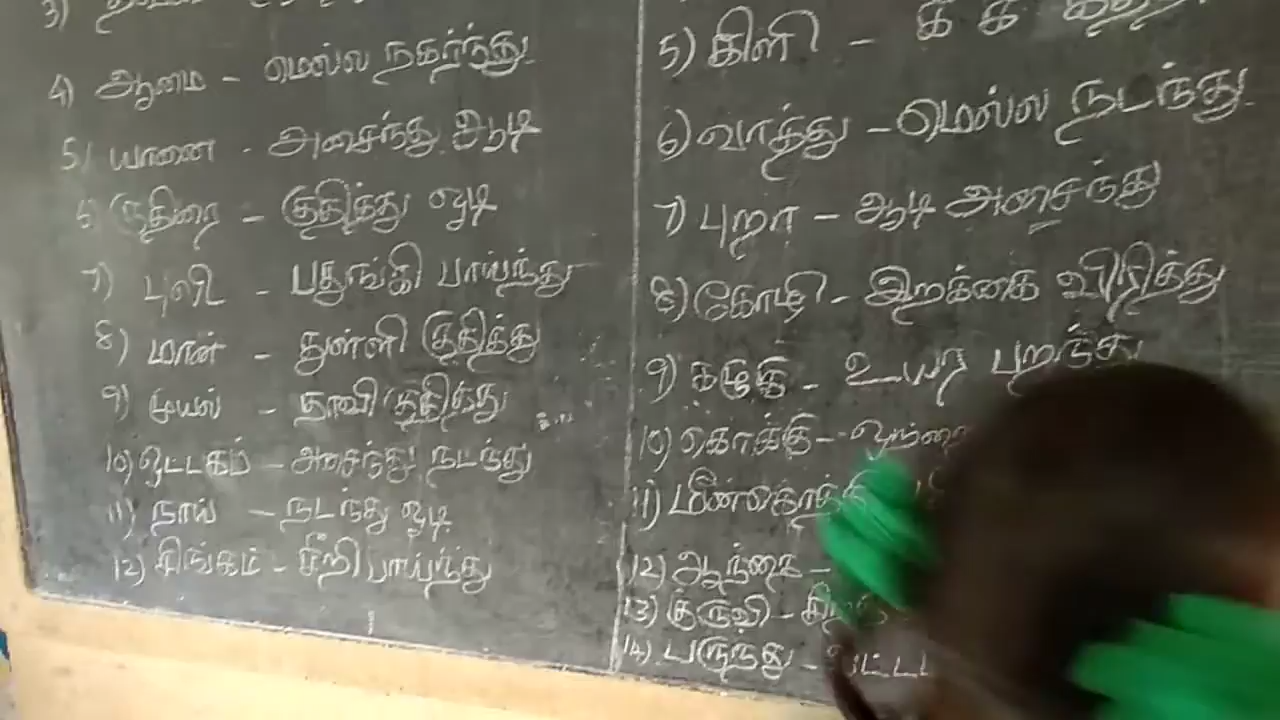 3)
4) ஆமை - மெல்ல நகர்ந்து
5) யானை - அசைந்து ஆடி
6 குதிரை - குதித்து ஓடி
7) புலி - பதுங்கி பாய்ந்து
8) மான் - துள்ளி குதித்து
9) முயல் - தாவி குதித்து
10) ஒட்டகம் - அசைந்து நடந்து
11) நாய் - நடந்து ஓடி
12) சிங்கம் - சீறி பாய்ந்து
5) கிளி - கீ கீ
6) வாத்து - மெல்ல நடந்து
7) புறா - ஆடி அசைந்து
8) கோழி - இறக்கை விரித்து
9) கழுகு - உயர பறந்து
10) கொக்கு -
11) மீன்கொத்தி
12) ஆந்தை -
13) குருவி -
14) பருந்து -